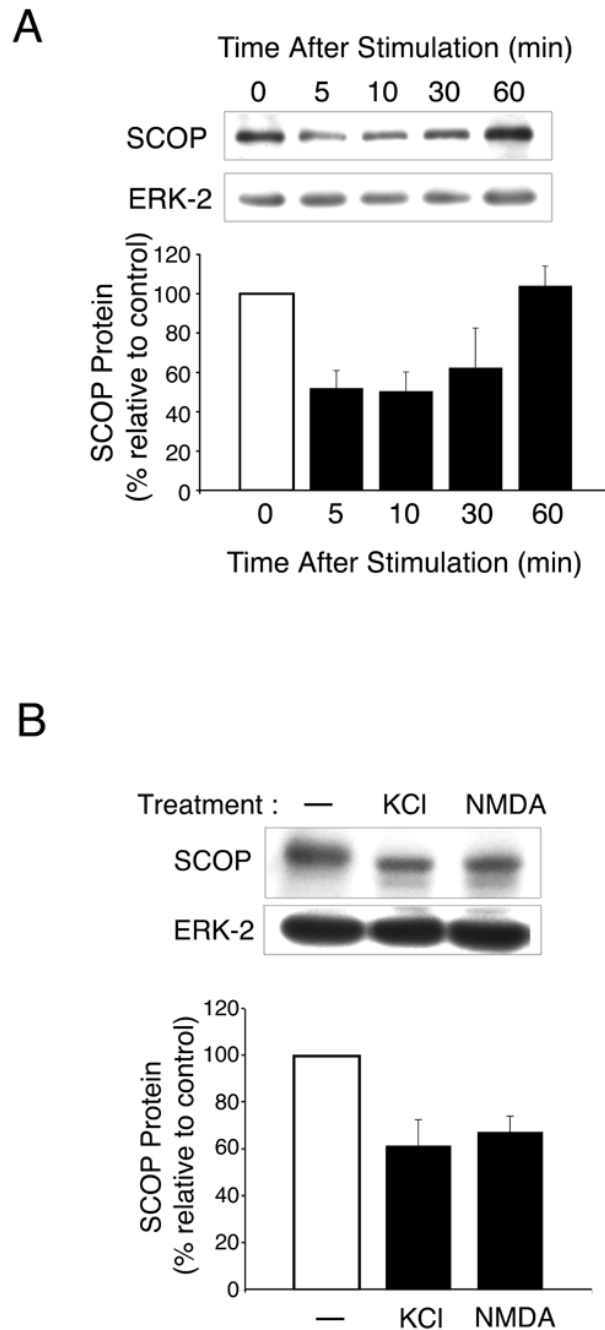 A
Time After Stimulation (min)
0 5 10 30 60
SCOP
ERK-2
SCOP Protein
(% relative to control)
120
100
80
60
40
20
0
0 5 10 30 60
Time After Stimulation (min)
B
Treatment : — KCl NMDA
SCOP
ERK-2
SCOP Protein
(% relative to control)
120
100
80
60
40
20
0
— KCl NMDA